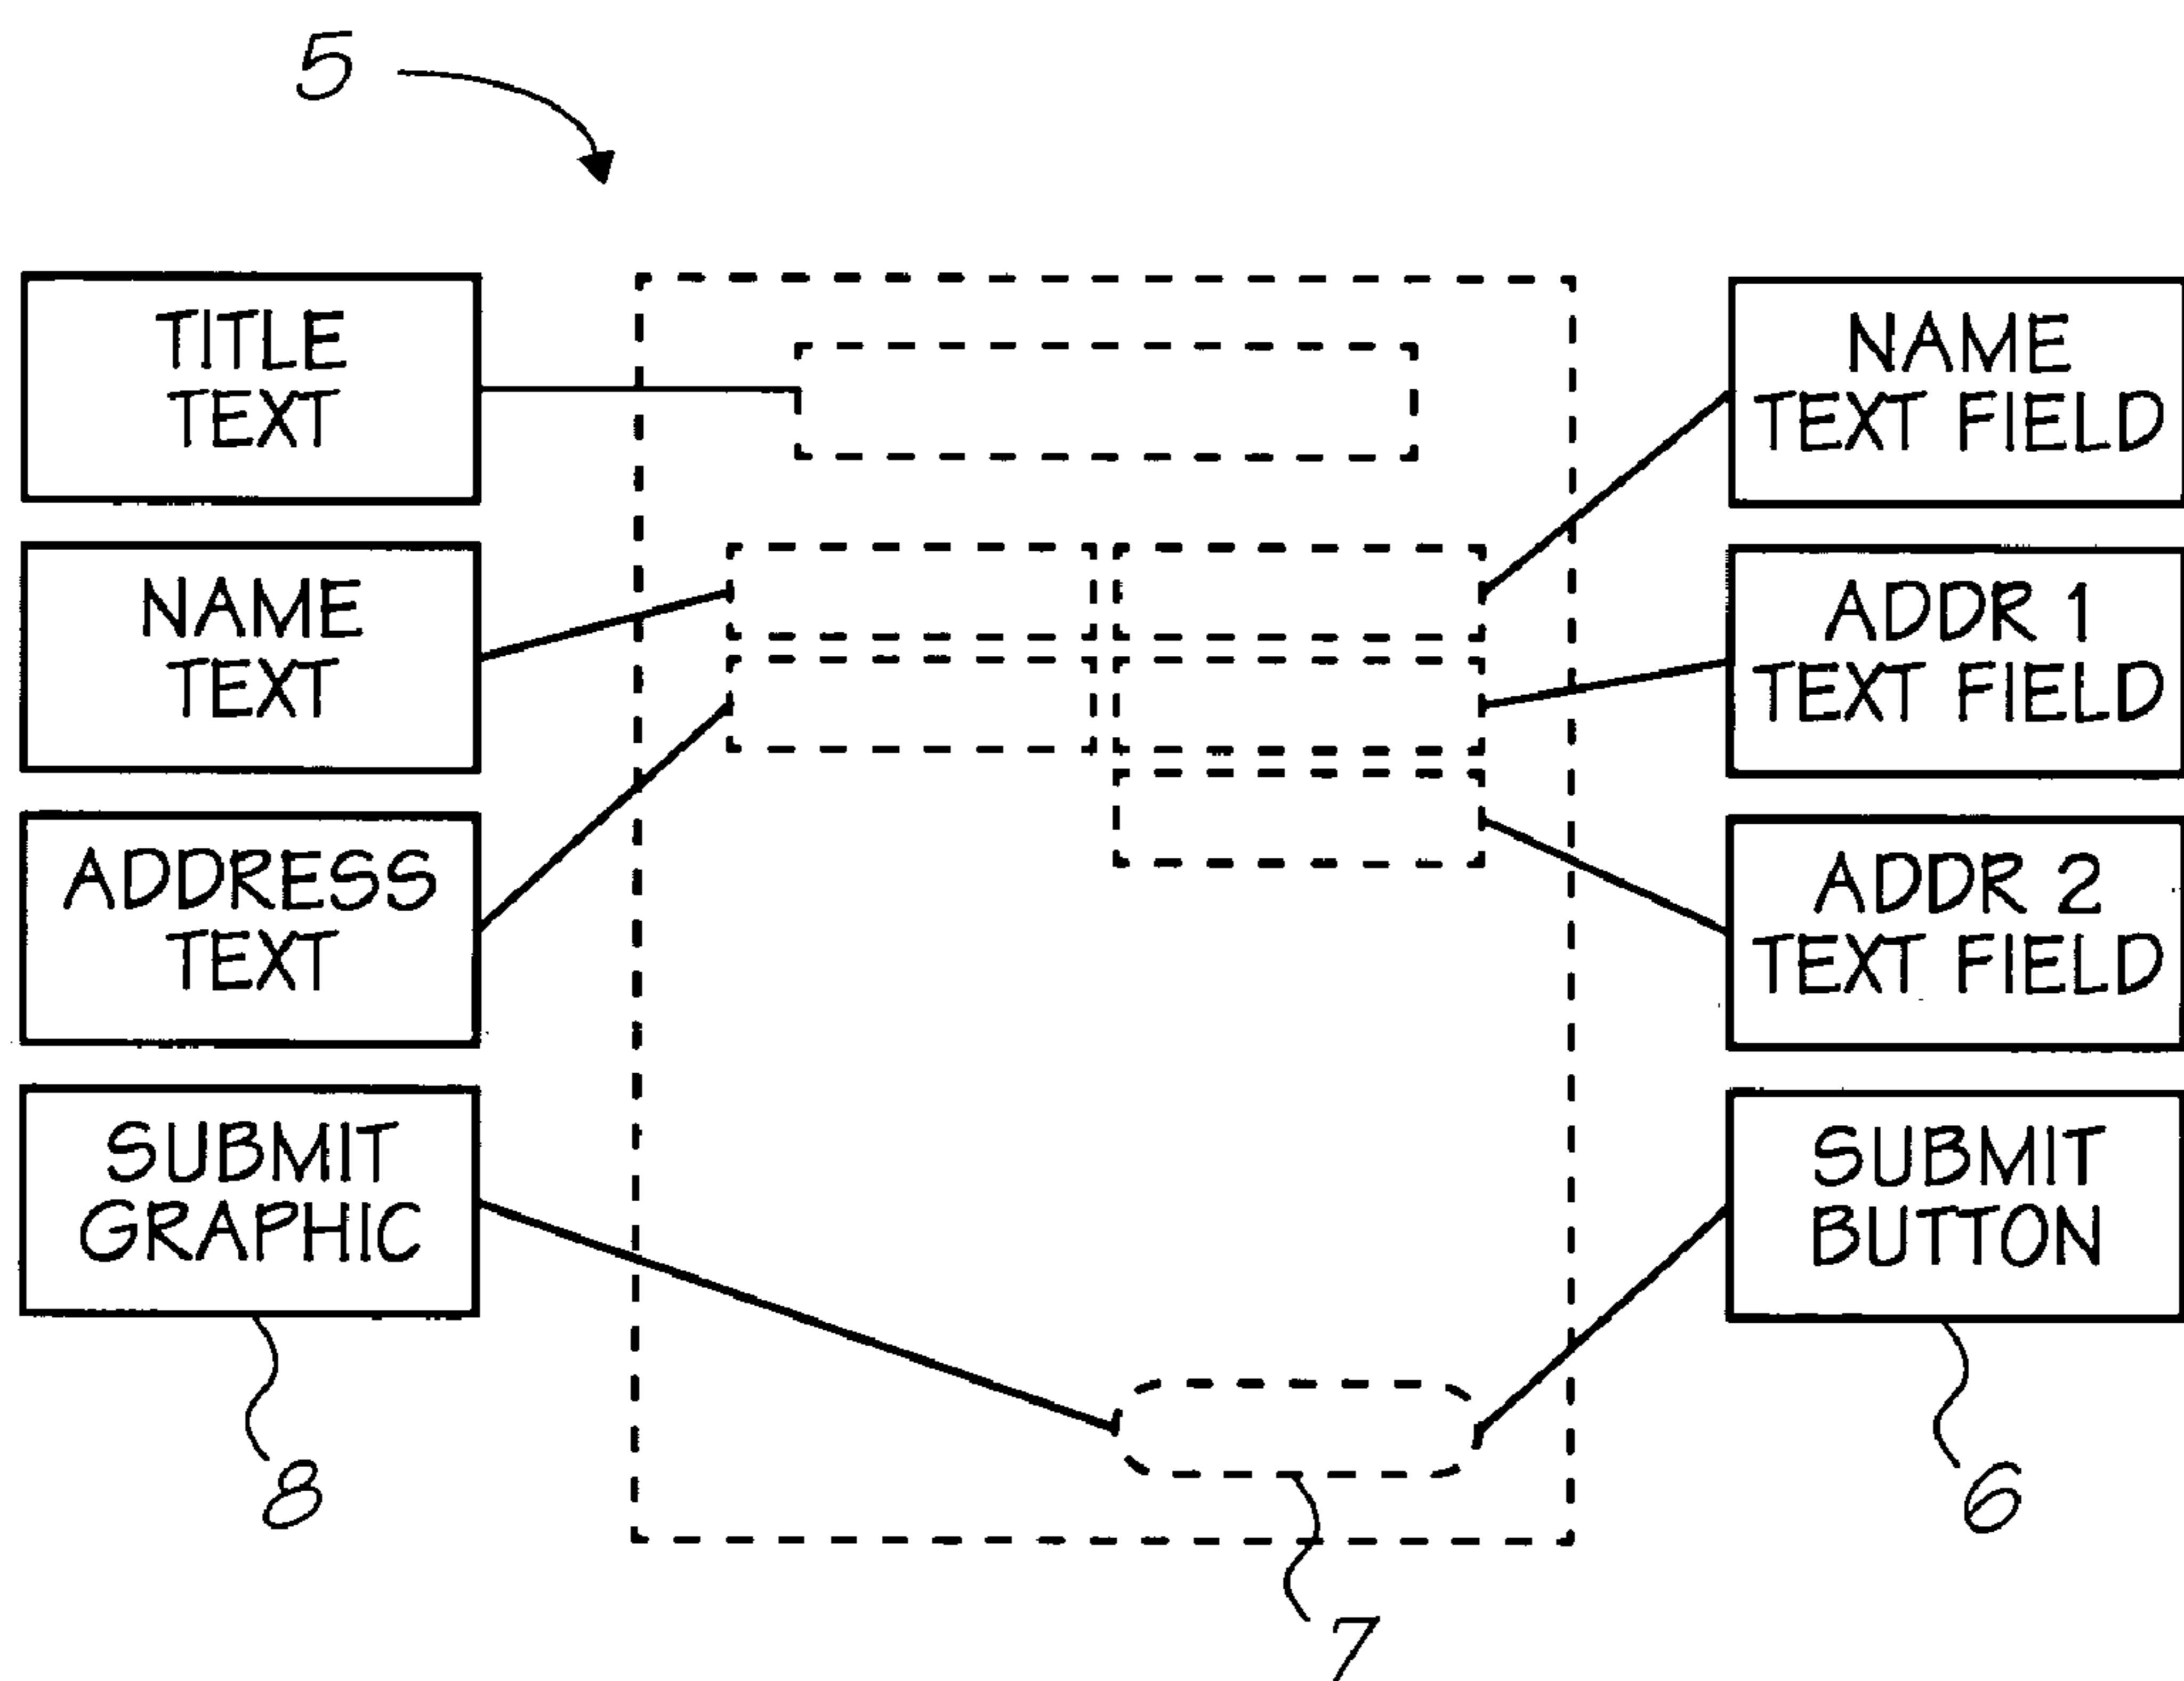 5
TITLE
TEXT
NAME
TEXT
ADDRESS
TEXT
SUBMIT
GRAPHIC
8
NAME
TEXT FIELD
ADDR 1
TEXT FIELD
ADDR 2
TEXT FIELD
SUBMIT
BUTTON
6
7